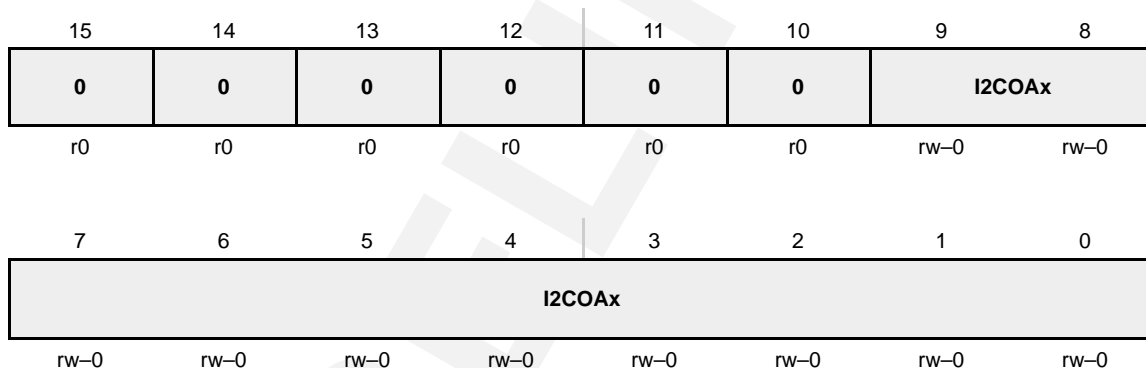 15 14 13 12 11 10 9 8
0 0 0 0 0 0 I2COAx
r0 r0 r0 r0 r0 r0 rw–0 rw–0
7 6 5 4 3 2 1 0
I2COAx
rw–0 rw–0 rw–0 rw–0 rw–0 rw–0 rw–0 rw–0